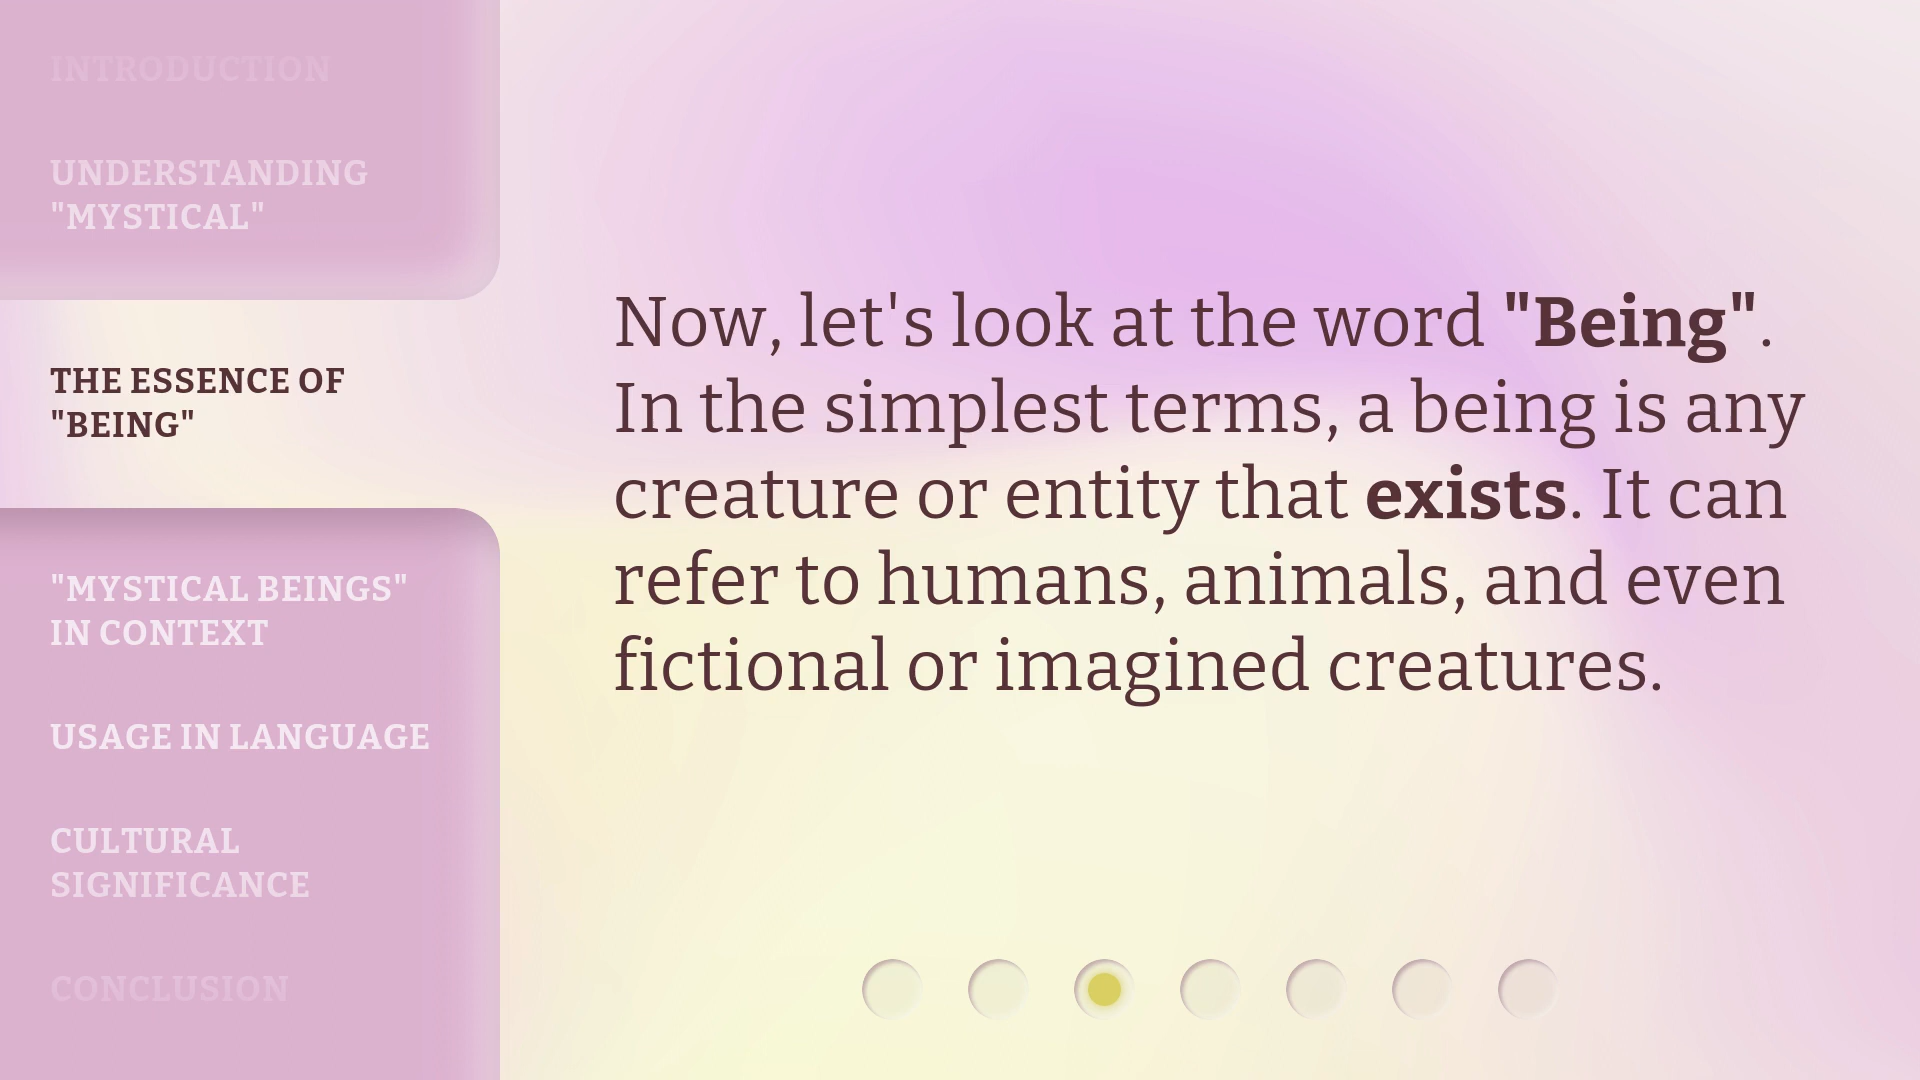 INTRODUCTION
UNDERSTANDING
"MYSTICAL"
THE ESSENCE OF
"BEING"
"MYSTICAL BEINGS"
IN CONTEXT
USAGE IN LANGUAGE
CULTURAL
SIGNIFICANCE
CONCLUSION
Now, let's look at the word "Being".
In the simplest terms, a being is any
creature or entity that exists. It can
refer to humans, animals, and even
fictional or imagined creatures.